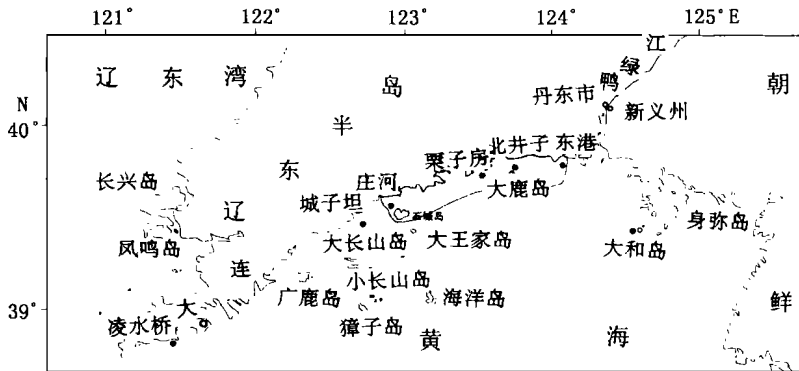 121° 122° 123° 124° 125°E
N
40°
39°
辽东湾
辽东半岛
鸭绿江
朝鲜
丹东市
新义州
北井子
东港
栗子房
大鹿岛
庄河
石城岛
城子坦
长兴岛
凤鸣岛
大长山岛
大王家岛
大和岛
身弥岛
大连
小长山岛
广鹿岛
海洋岛
獐子岛
凌水桥
黄海